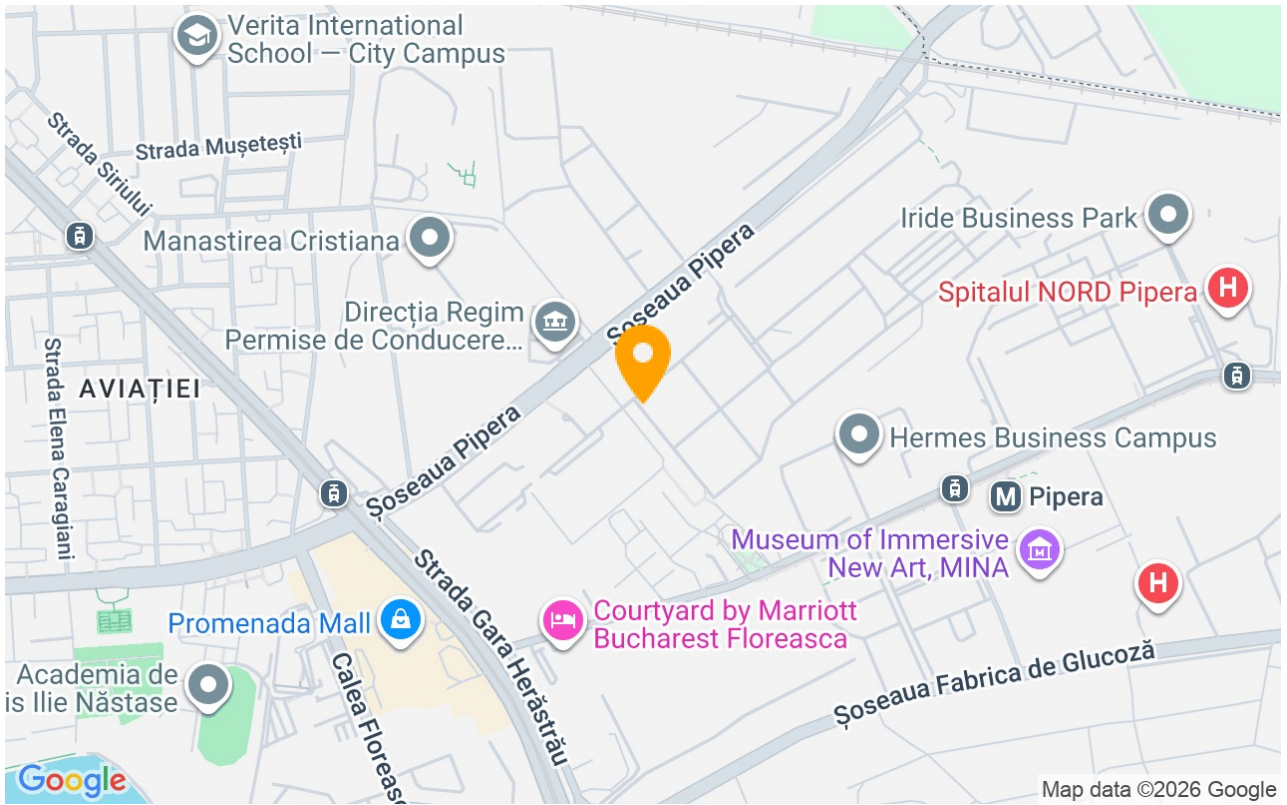 Verita International
School — City Campus
Strada Mușetești
Strada Siriului
Manastirea Cristiana
Iride Business Park
Spitalul NORD Pipera
Șoseaua Pipera
Direcția Regim
Permise de Conducere...
Strada Elena Caragiani
AVIAȚIEI
Șoseaua Pipera
Hermes Business Campus
M Pipera
Museum of Immersive
New Art, MINA
H
H
Strada Gara Herăstrău
Promenada Mall
Courtyard by Marriott
Bucharest Floreasca
Calea Floreasc
Academia de
is Ilie Năstase
Șoseaua Fabrica de Glucoză
Google
Map data ©2026 Google